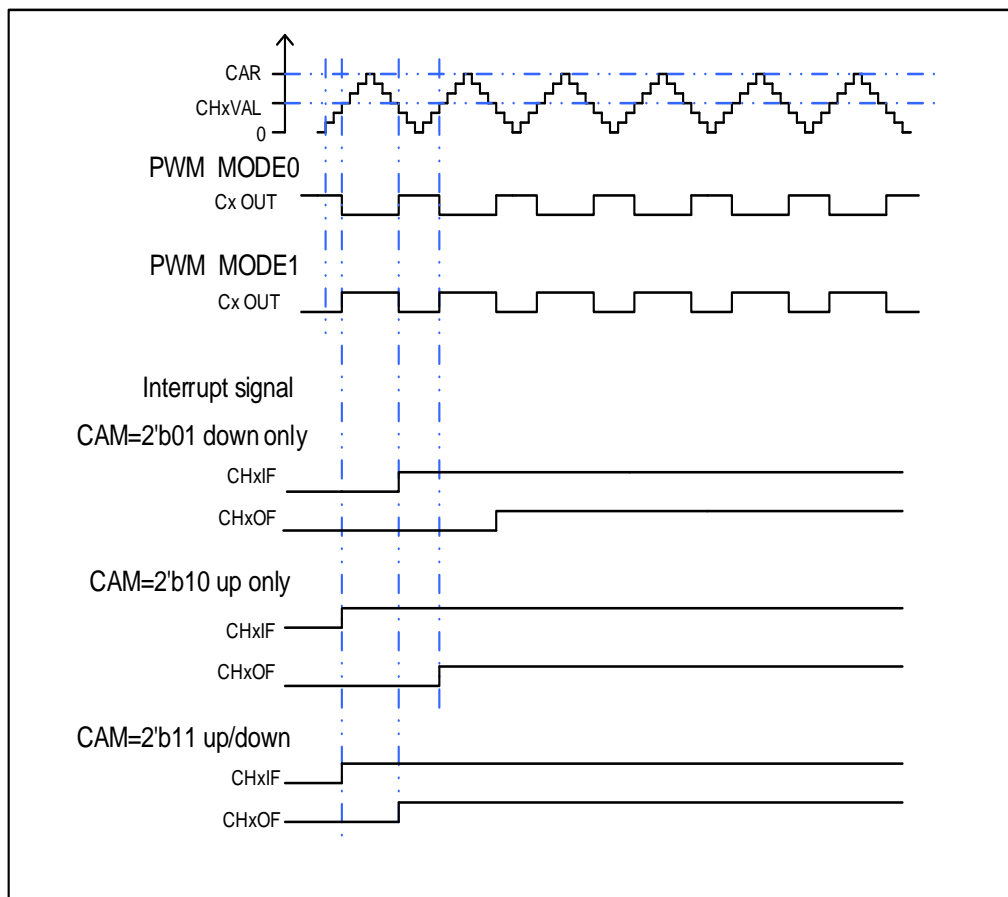 CAR
CHxVAL
0
PWM MODE0
Cx OUT
PWM MODE1
Cx OUT
Interrupt signal
CAM=2'b01 down only
CHxIF
CHxOF
CAM=2'b10 up only
CHxIF
CHxOF
CAM=2'b11 up/down
CHxIF
CHxOF